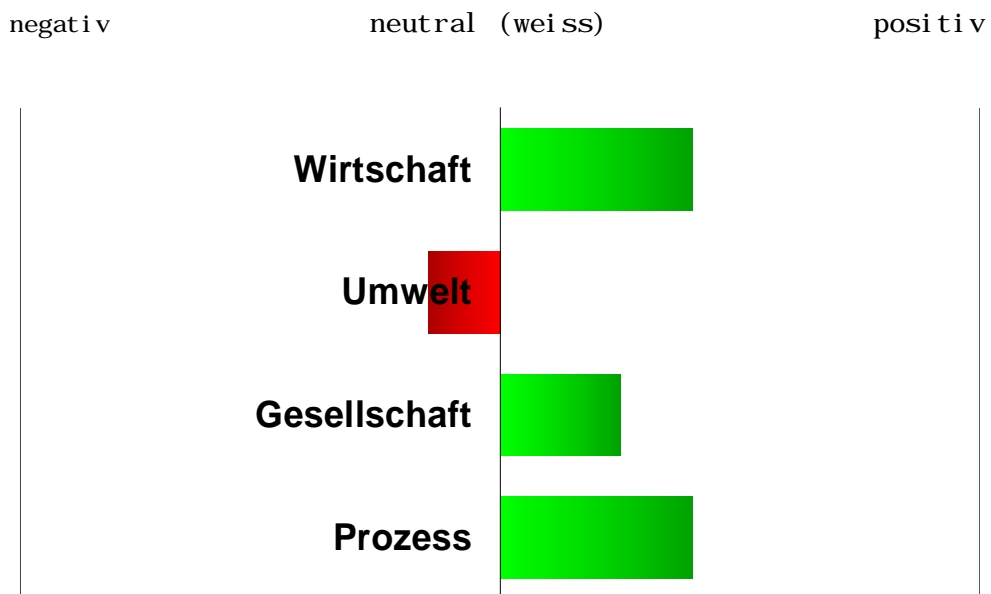 negativ neutral (weiss) positiv
Wirtschaft
Umwelt
Gesellschaft
Prozess